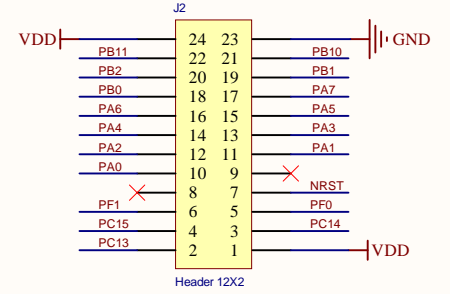 J2
VDD 24 23 GND
PB11 22 21 PB10
PB2 20 19 PB1
PB0 18 17 PA7
PA6 16 15 PA5
PA4 14 13 PA3
PA2 12 11 PA1
PA0 10 9
8 7 NRST
PF1 6 5 PF0
PC15 4 3 PC14
PC13 2 1 VDD
Header 12X2